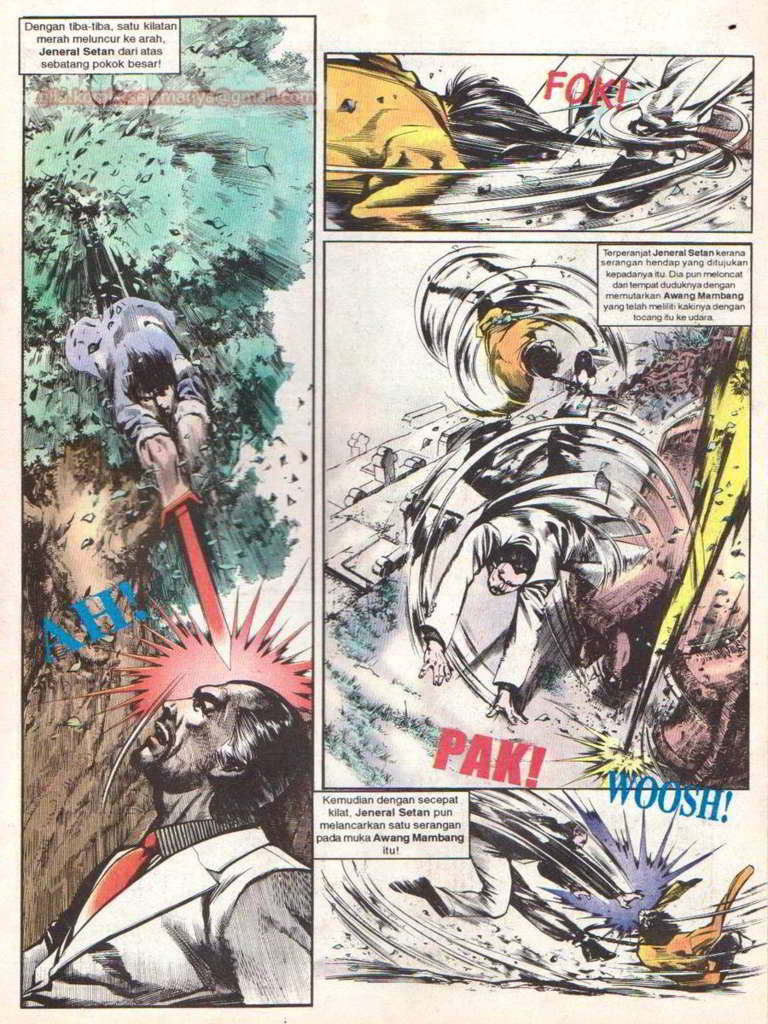 Dengan tiba-tiba, satu kilatan
merah meluncur ke arah,
Jeneral Setan dari atas
sebatang pokok besar!
AH!
FOK!
Terperanjat Jeneral Setan kerana
serangan hendap yang ditujukan
kepadanya itu. Dia pun meloncat
dari tempat duduknya dengan
memutarkan Awang Mambang
yang telah meliliti kakinya dengan
tocang itu ke udara.
PAK!
WOOSH!
Kemudian dengan secepat
kilat, Jeneral Setan pun
melancarkan satu serangan
pada muka Awang Mambang
itu!